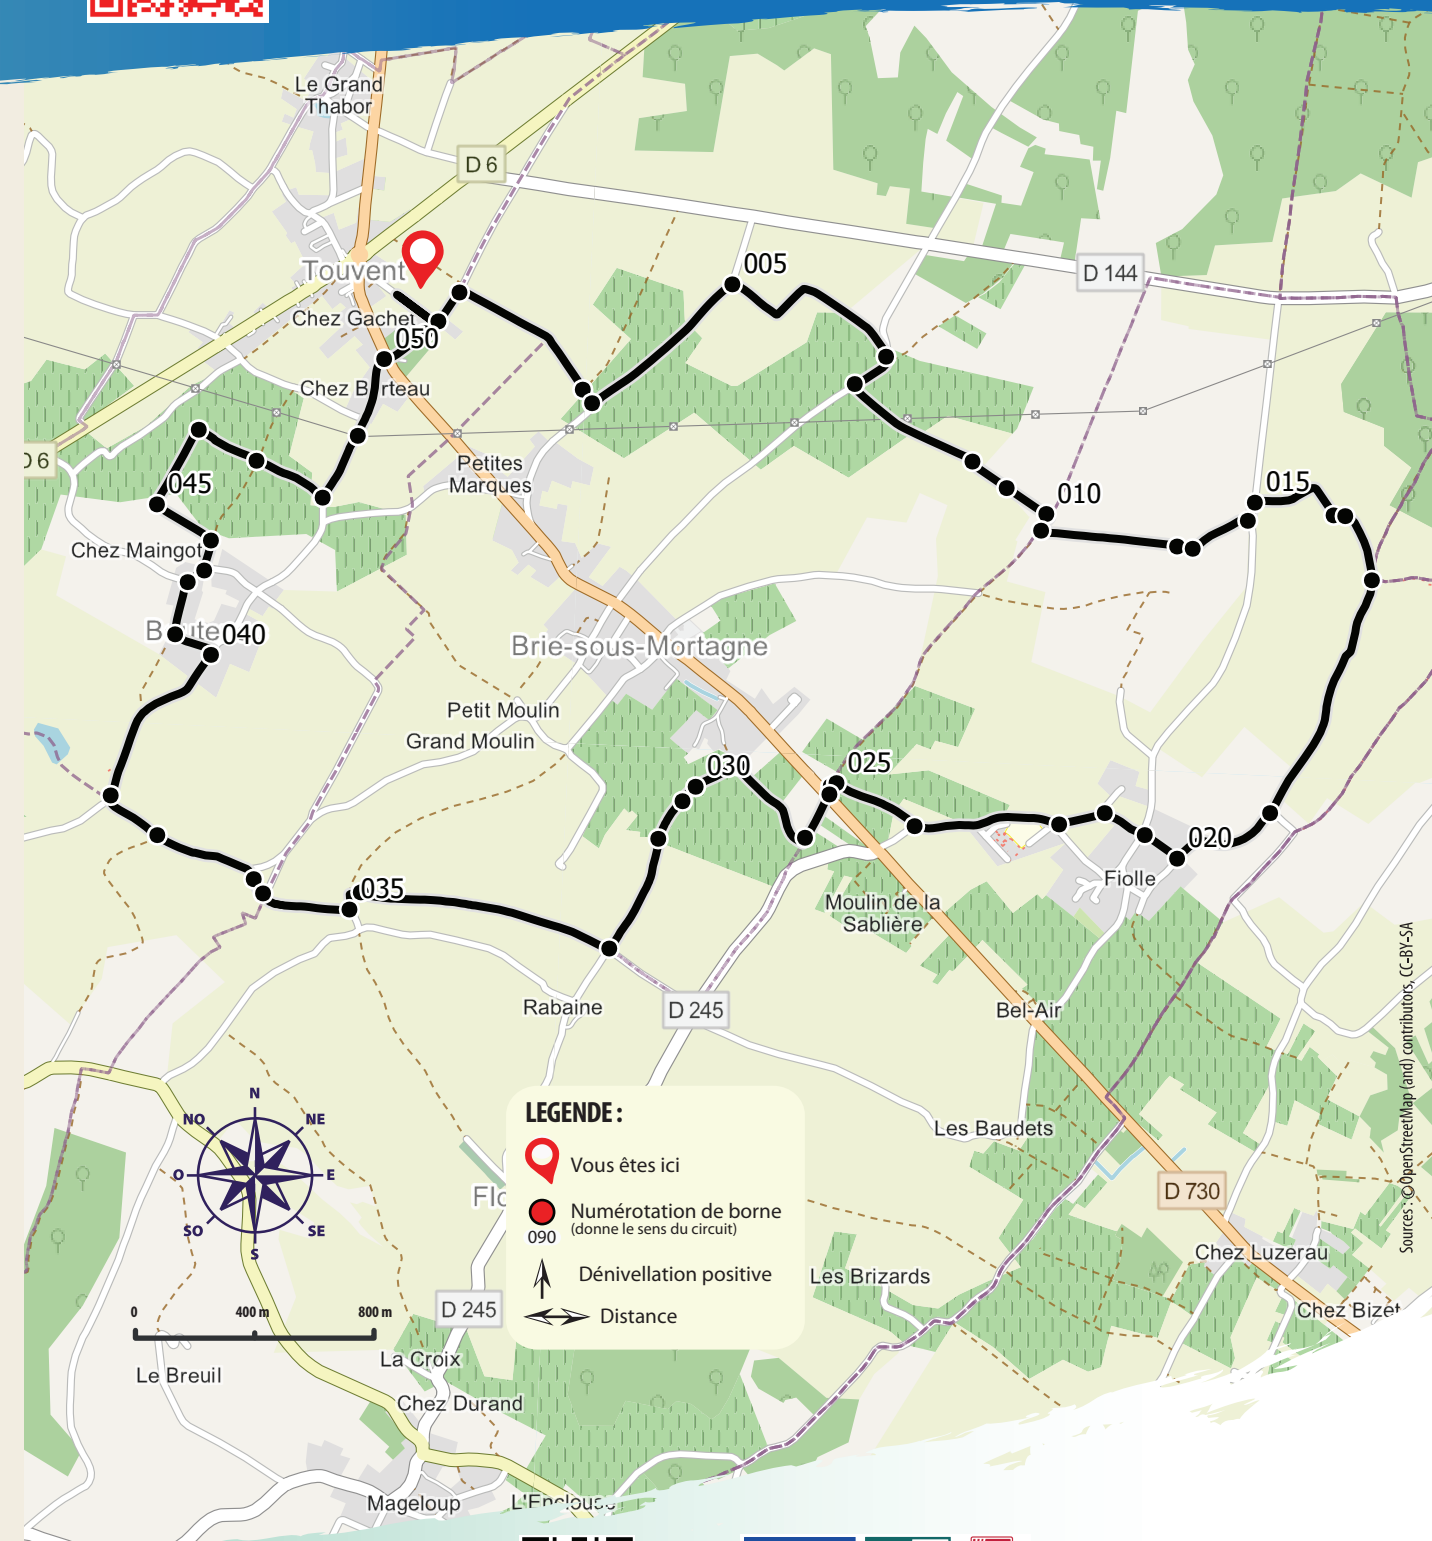 Le Grand
Thabor
D 6
Touvent
005
D 144
Chez Gachet
050
Chez B rteau
D 6
Petites
Marques
045
015
010
Chez Maingot
B ute
040
Brie-sous-Mortagne
Petit Moulin
Grand Moulin
030
025
020
Fiolle
035
Moulin de la
Sablière
Rabaine
D 245
Bel-Air
Les Baudets
N
NO
NE
O
E
SO
SE
S
LEGENDE :
Vous êtes ici
Numérotation de borne
(donne le sens du circuit)
090
Dénivellation positive
Distance
Flo
D 730
Chez Luzerau
Les Brizards
Chez Bizet
0
400 m
800 m
D 245
La Croix
Le Breuil
Chez Durand
Mageloup
L'Enclouse
Sources : ©OpenStreetMap (and) contributors, CC-BY-SA